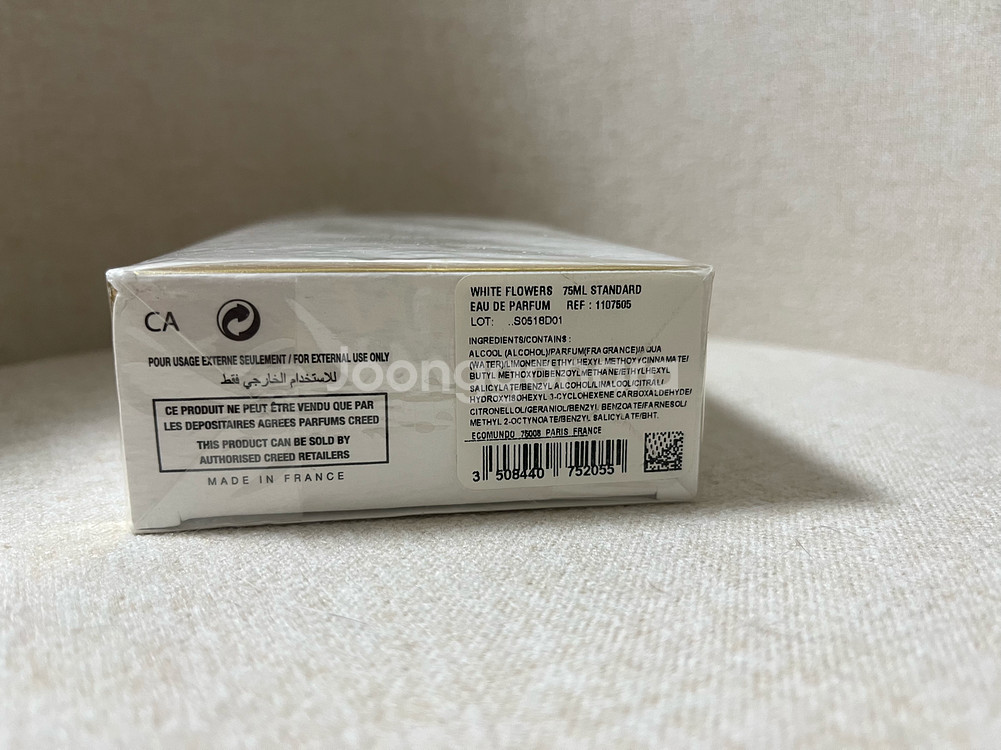 CA
POUR USAGE EXTERNE SEULEMENT / FOR EXTERNAL USE ONLY
للاستخدام الخارجي فقط
CE PRODUIT NE PEUT ÊTRE VENDU QUE PAR
LES DEPOSITAIRES AGREES PARFUMS CREED
THIS PRODUCT CAN BE SOLD BY
AUTHORISED CREED RETAILERS
MADE IN FRANCE
WHITE FLOWERS 75ML STANDARD
EAU DE PARFUM REF : 1107505
LOT: ..S0518D01
INGREDIENTS/CONTAINS :
ALCOOL (ALCOHOL)/PARFUM(FRAGRANCE)/AQUA
(WATER)/LIMONENE/ETHYLHEXYL METHOXYCINNAMATE/
BUTYL METHOXYDIBENZOYLMETHANE/ETHYLHEXYL
SALICYLATE/BENZYL ALCOHOL/LINALOOL/CITRAL/
HYDROXYISOHEXYL 3-CYCLOHEXENE CARBOXALDEHYDE/
CITRONELLOL/GERANIOL/BENZYL BENZOATE/FARNESOL/
METHYL 2-OCTYNOATE/BENZYL SALICYLATE/BHT.
ECOMUNDO 75008 PARIS FRANCE
3 508440 752055